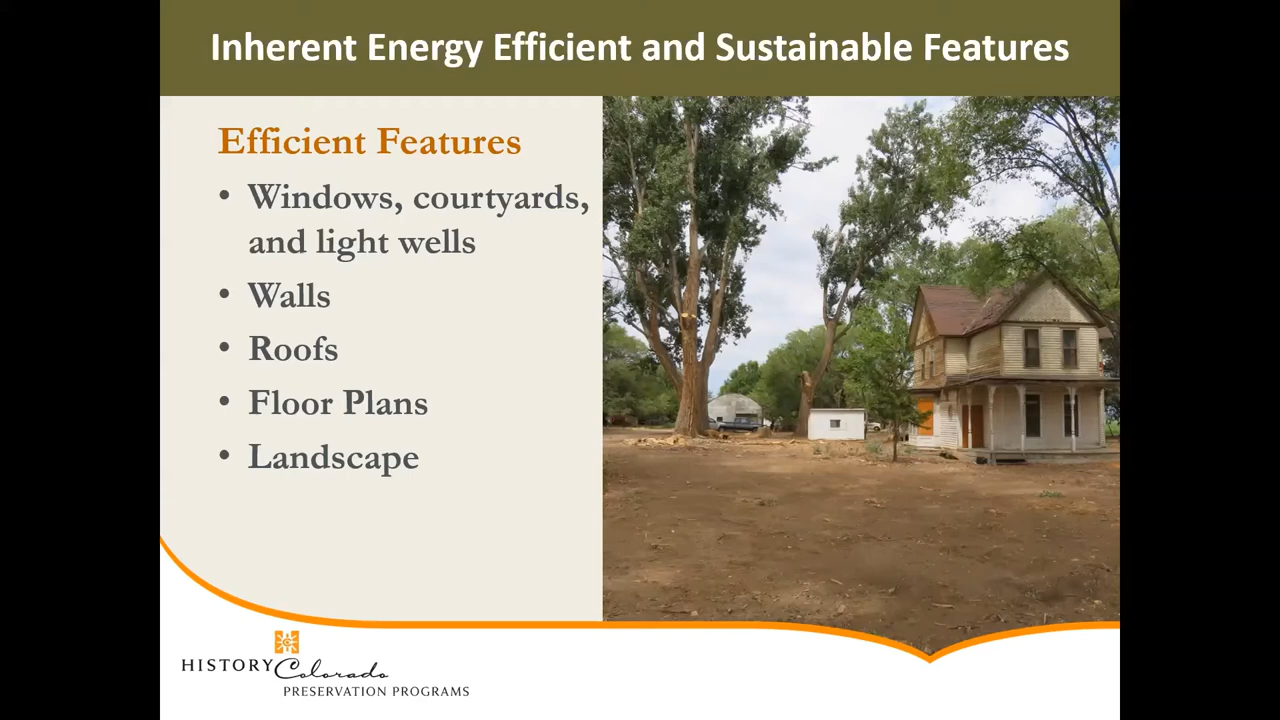 Inherent Energy Efficient and Sustainable Features
Efficient Features
• Windows, courtyards,
and light wells
• Walls
• Roofs
• Floor Plans
• Landscape
HISTORY Colorado
PRESERVATION PROGRAMS